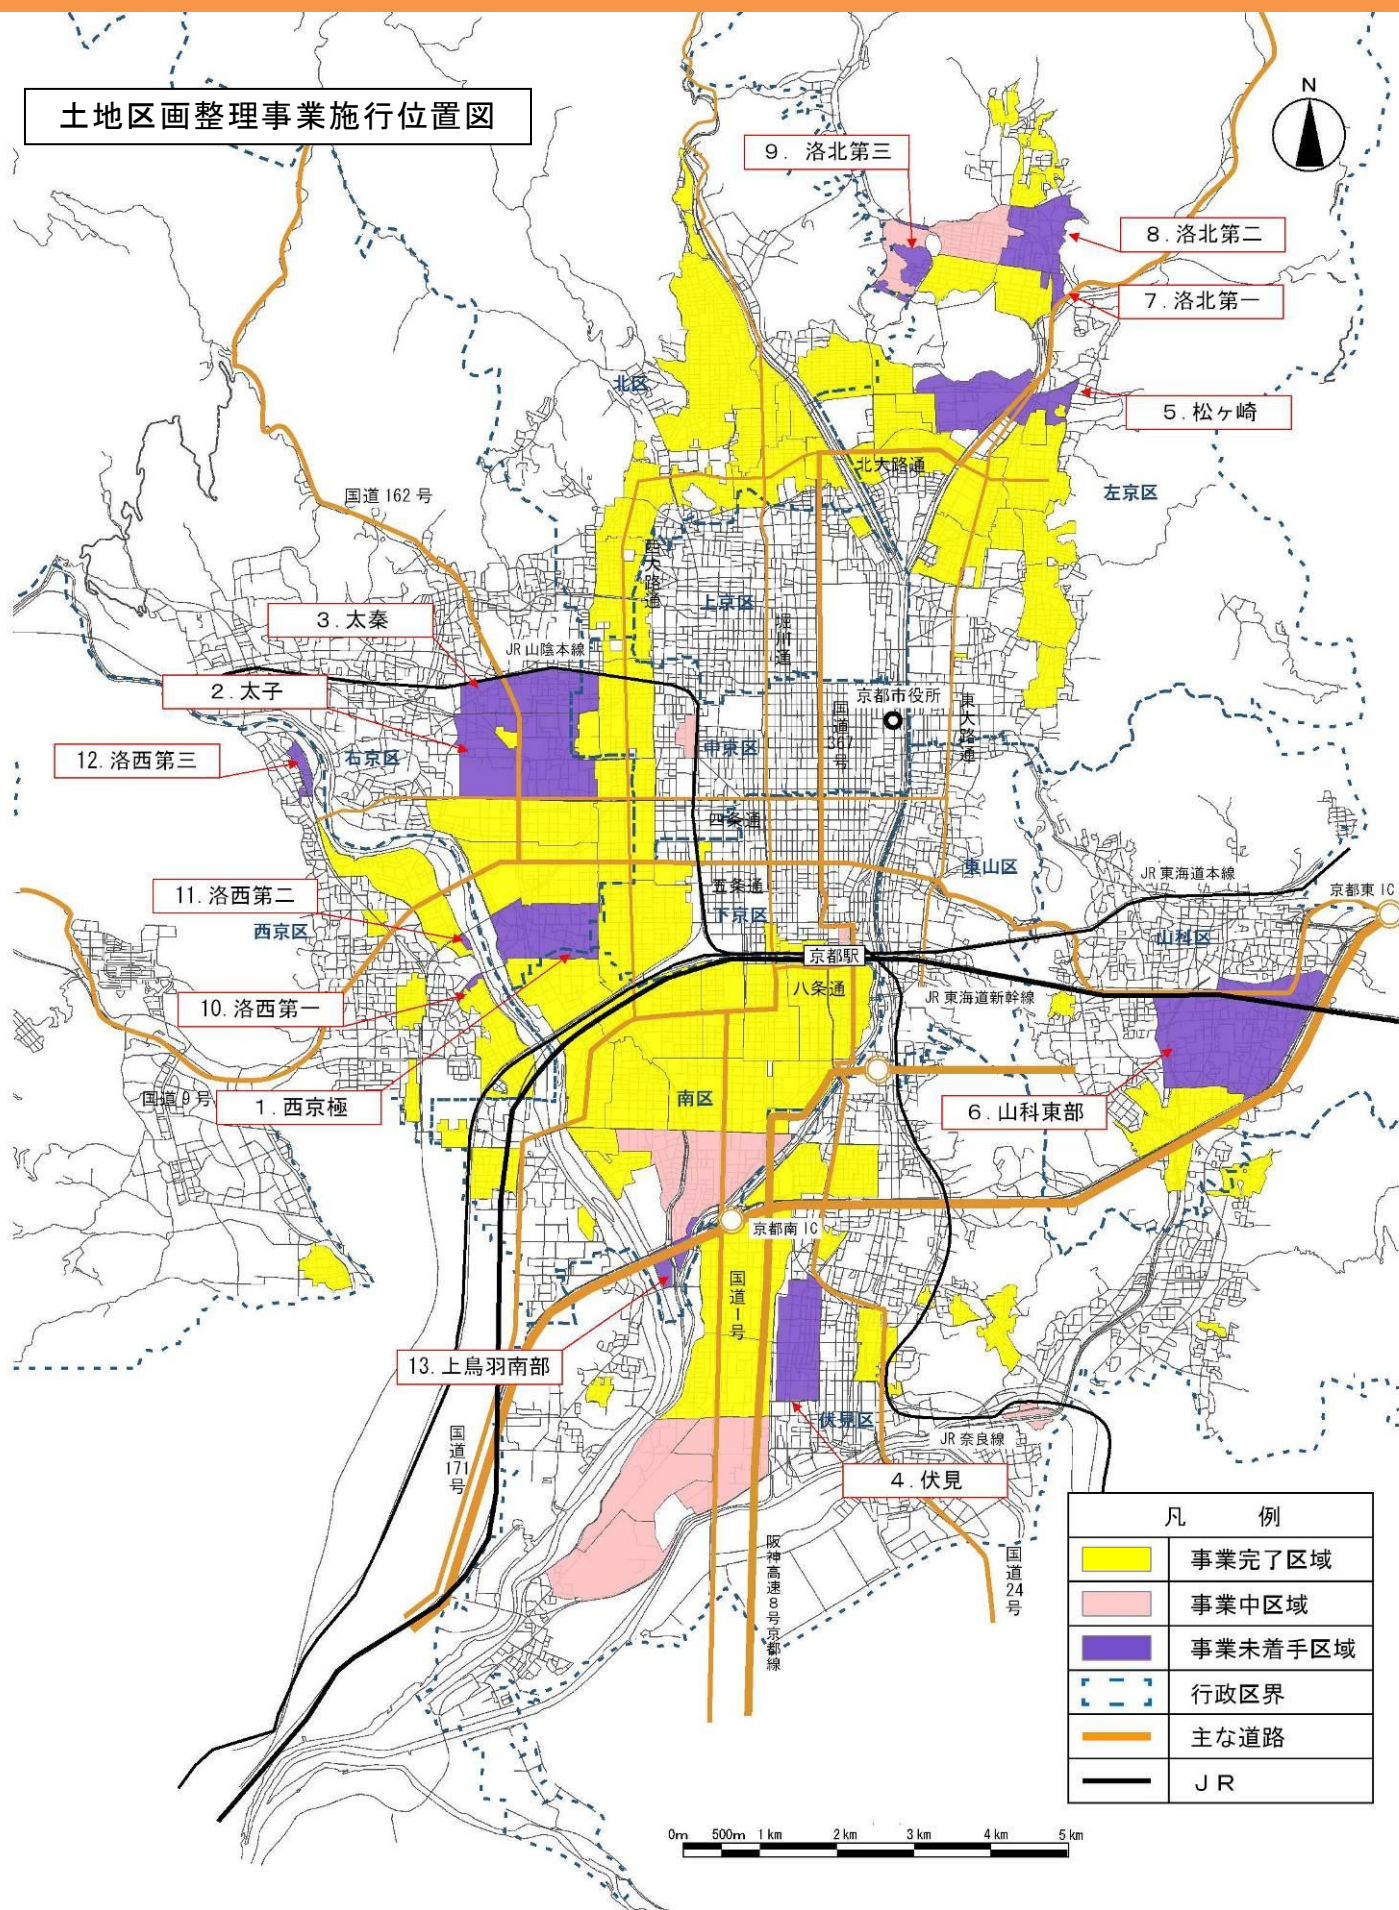 土地区画整理事業施行位置図
N
9. 洛北第三
8.洛北第二
7.洛北第一
北区
5.松ヶ崎
北大路通
左京区
国道162号
西大路通
上京区
堀川通
3.太秦
JR山陰本線
2.太子
京都市役所
国道367号
東大路通
12.洛西第三
右京区
中京区
四条通
東山区
JR東海道本線
京都東IC
11.洛西第二
五条通
下京区
西京区
山科区
京都駅
八条通
10.洛西第一
JR東海道新幹線
国道9号
1.西京極
南区
6.山科東部
京都南IC
国道1号
13.上鳥羽南部
伏見区
JR奈良線
国道171号
4.伏見
阪神高速8号京都線
国道24号
凡 例
事業完了区域
事業中区域
事業未着手区域
行政区界
主な道路
JR
0m 500m 1km 2km 3km 4km 5km